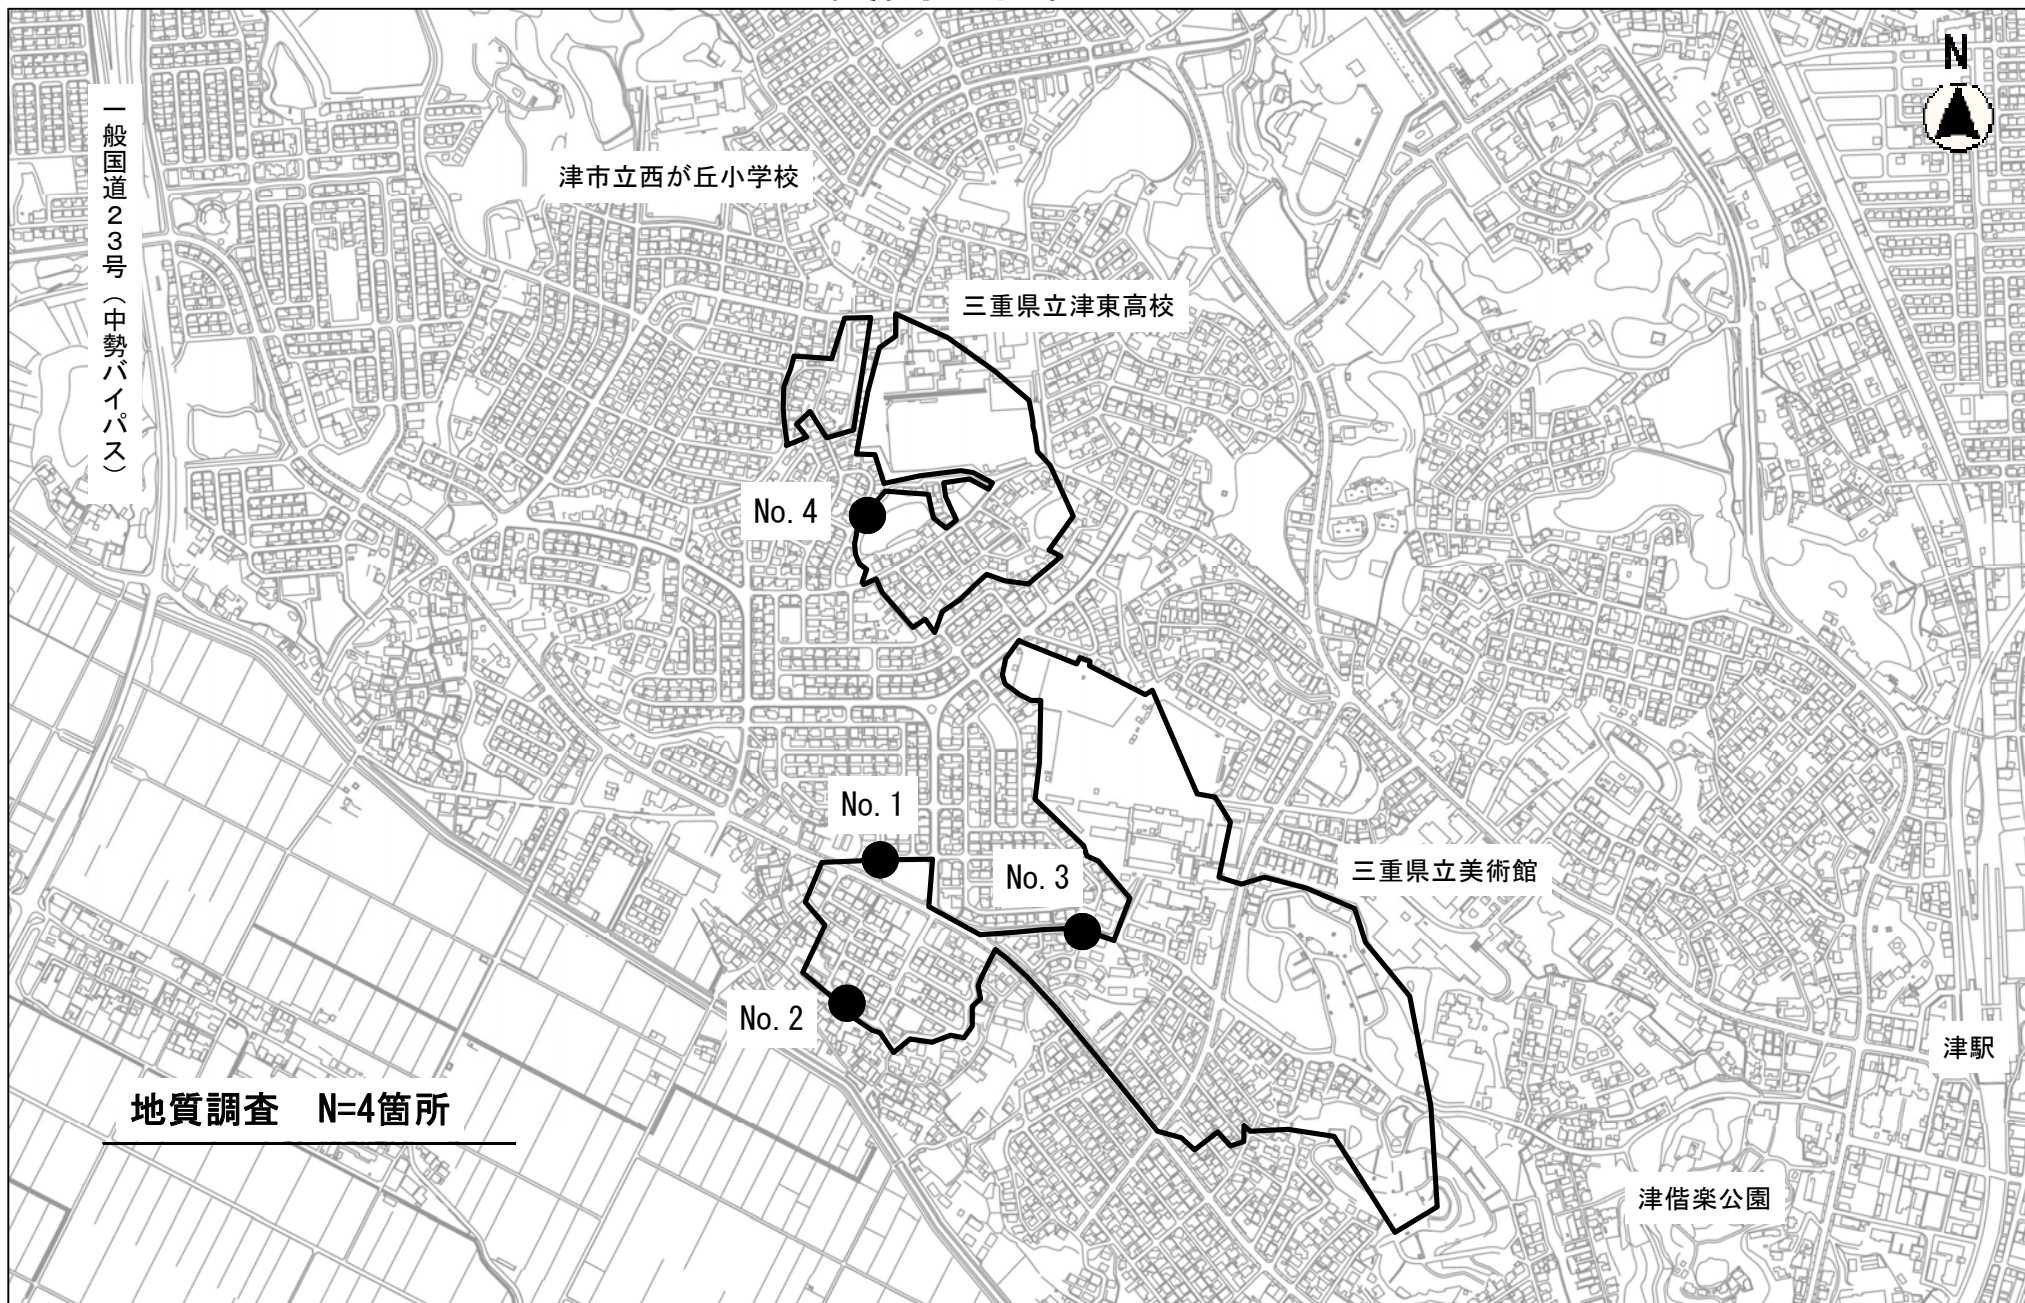 N
一般国道23号（中勢バイパス）
津市立西が丘小学校
三重県立津東高校
No. 4
No. 1
No. 3
三重県立美術館
No. 2
津駅
地質調査　N=4箇所
津偕楽公園